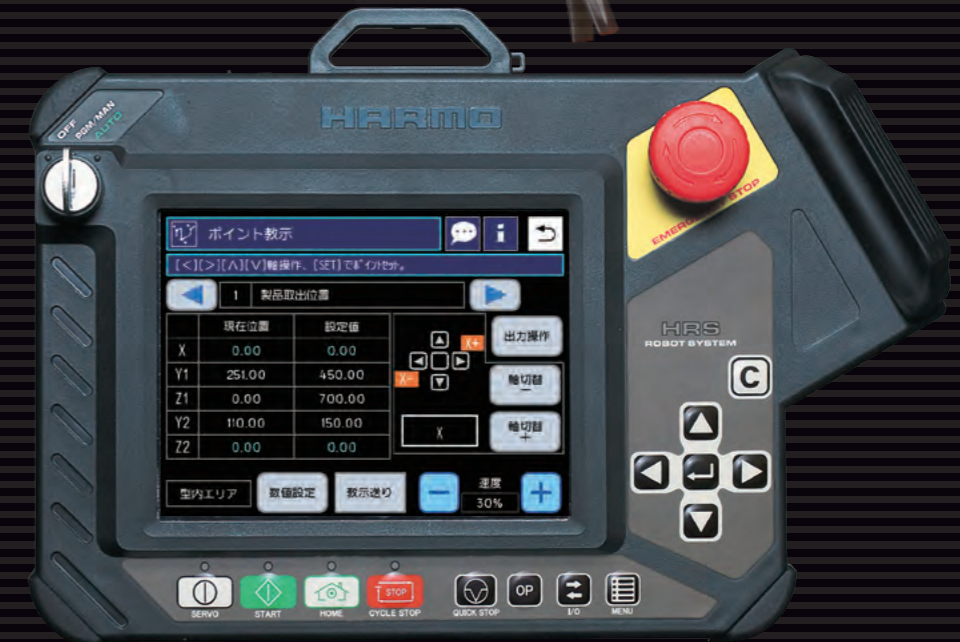 HARMO
OFF
PGM/MAN
AUTO
EMERGENCY STOP
ポイント教示
i
[<][>][∧][∨]軸操作、[SET]でポイントセット。
1 製品取出位置
現在位置 設定値
X 0.00 0.00
Y1 251.00 450.00
Z1 0.00 700.00
Y2 110.00 150.00
Z2 0.00 0.00
X+
X-
X
出力操作
軸切替
-
軸切替
+
型内エリア
数値設定
教示送り
-
速度
30%
+
HRS
ROBOT SYSTEM
C
SERVO
START
HOME
STOP
CYCLE STOP
QUICK STOP
OP
I/O
MENU